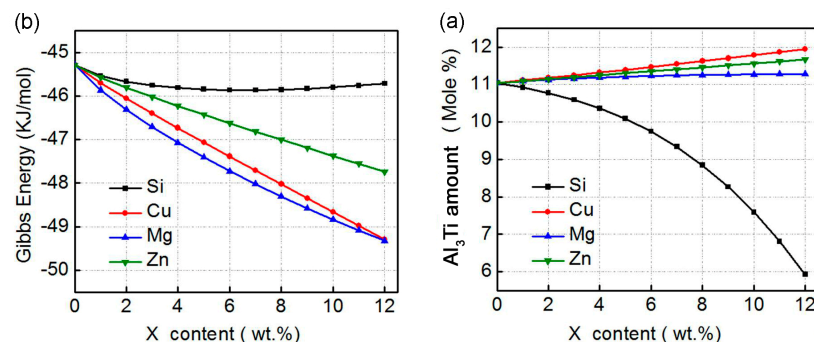 (b)
Gibbs Energy (KJ/mol)
-45
-46
-47
-48
-49
-50
Si
Cu
Mg
Zn
0 2 4 6 8 10 12
X content ( wt.%)
(a)
Al3Ti amount ( Mole %)
12
11
10
9
8
7
6
Si
Cu
Mg
Zn
0 2 4 6 8 10 12
X content ( wt.%)